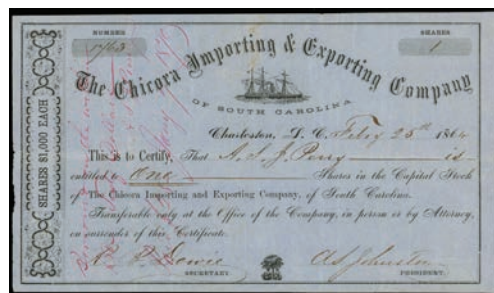 NUMBER
SHARES
1763
1
The Chicora Importing & Exporting Company
OF SOUTH CAROLINA
Charleston, S. C. Feby 25th 1864
This is to Certify, That A. S. J. Perry is
entitled to One Shares in the Capital Stock
of The Chicora Importing and Exporting Company, of South Carolina.
Transferable only at the Office of the Company, in person or by Attorney,
on surrender of this Certificate.
SECRETARY.
A S Johnston
PRESIDENT.
SHARES $1,000 EACH